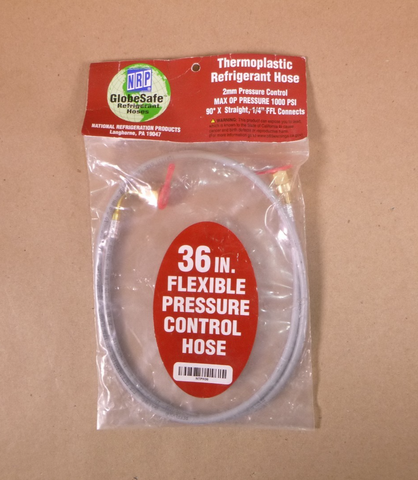 NRP
GlobeSafe
Refrigerant
Hoses
NATIONAL REFRIGERATION PRODUCTS
Langhorne, PA 19047
Thermoplastic
Refrigerant Hose
2mm Pressure Control
MAX OP PRESSURE 1000 PSI
90° X Straight, 1/4" FFL Connects
WARNING:
36 IN.
FLEXIBLE
PRESSURE
CONTROL
HOSE